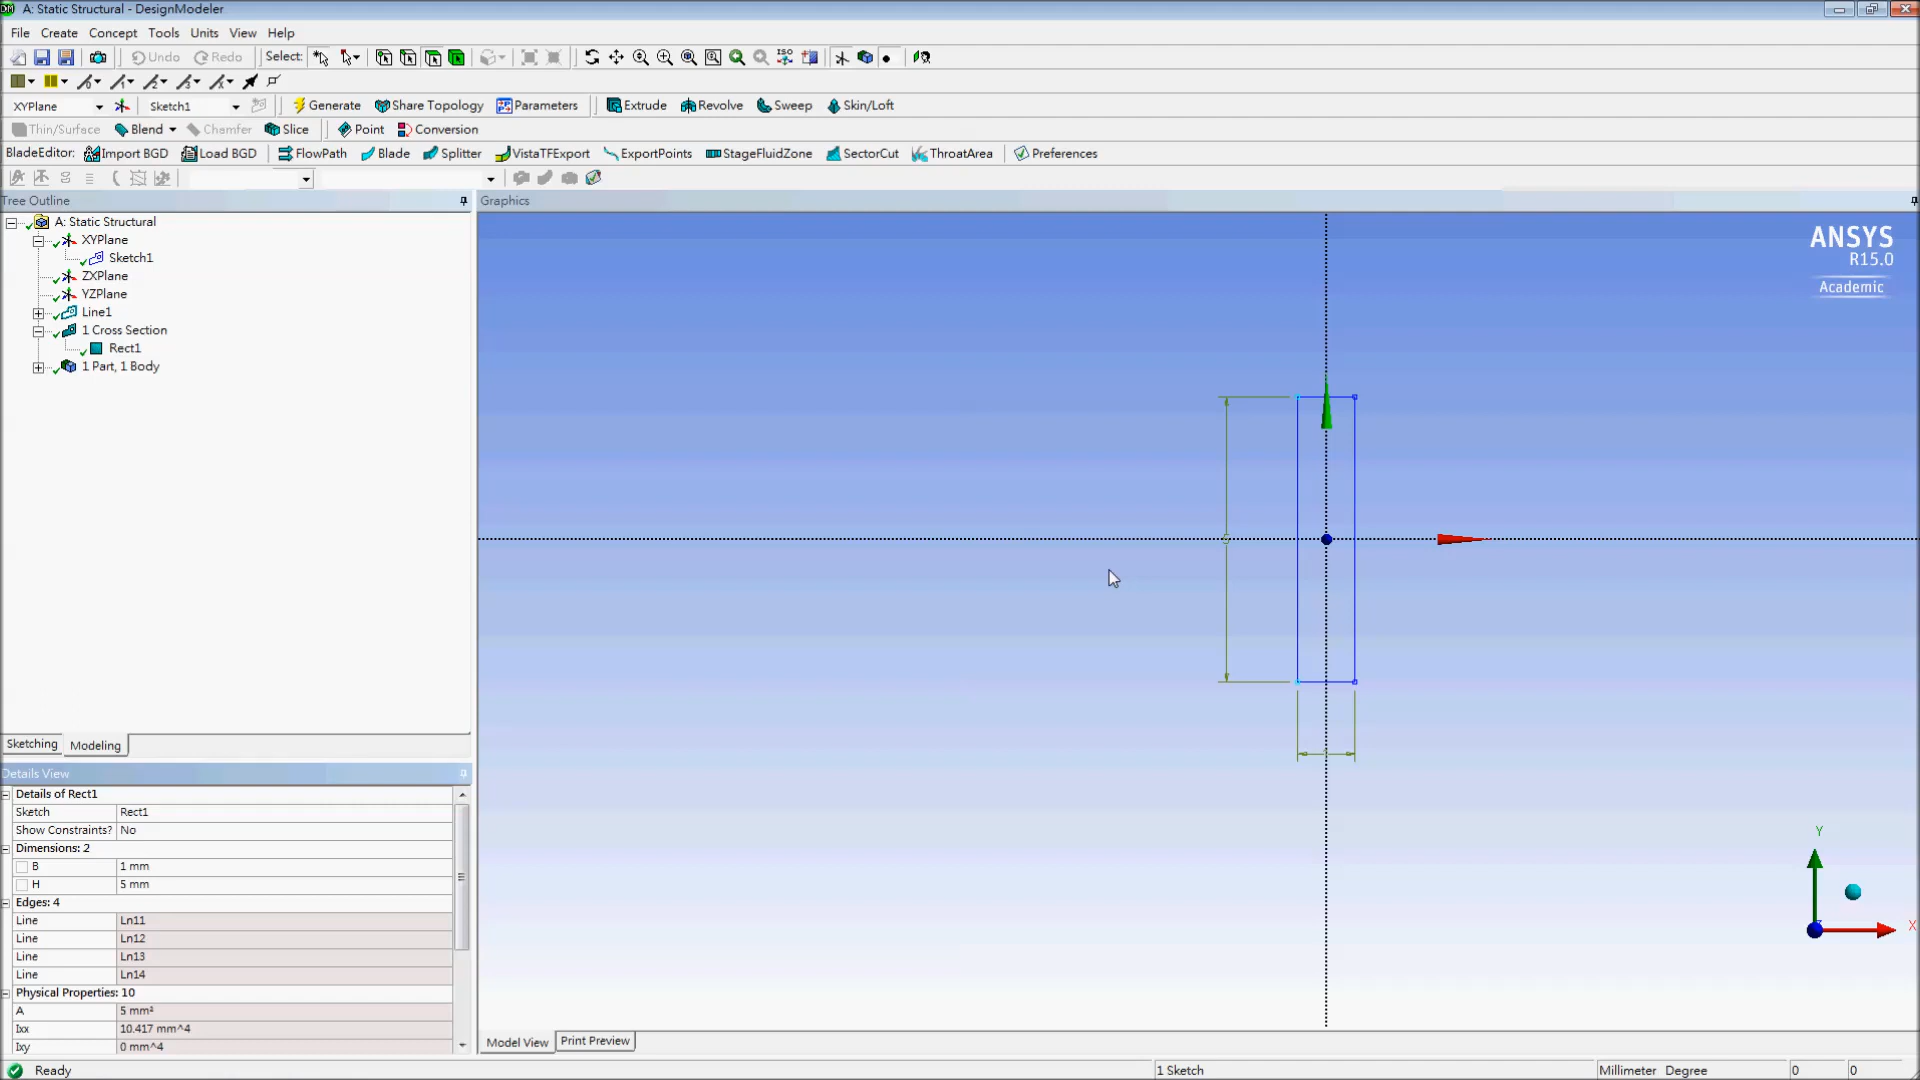 A: Static Structural - DesignModeler
File Create Concept Tools Units View Help
Undo Redo Select: ISO
XYPlane Sketch1 Generate Share Topology Parameters Extrude Revolve Sweep Skin/Loft
Thin/Surface Blend Chamfer Slice Point Conversion
BladeEditor: Import BGD Load BGD FlowPath Blade Splitter VistaTFExport ExportPoints StageFluidZone SectorCut ThroatArea Preferences
Tree Outline
Graphics
A: Static Structural
XYPlane
Sketch1
ZXPlane
YZPlane
Line1
1 Cross Section
Rect1
1 Part, 1 Body
ANSYS
R15.0
Academic
Sketching Modeling
Details View
Details of Rect1
Sketch Rect1
Show Constraints? No
Dimensions: 2
B 1 mm
H 5 mm
Edges: 4
Line Ln11
Line Ln12
Line Ln13
Line Ln14
Physical Properties: 10
A 5 mm²
Ixx 10.417 mm^4
Ixy 0 mm^4
Y
X
Model View Print Preview
Ready 1 Sketch Millimeter Degree 0 0